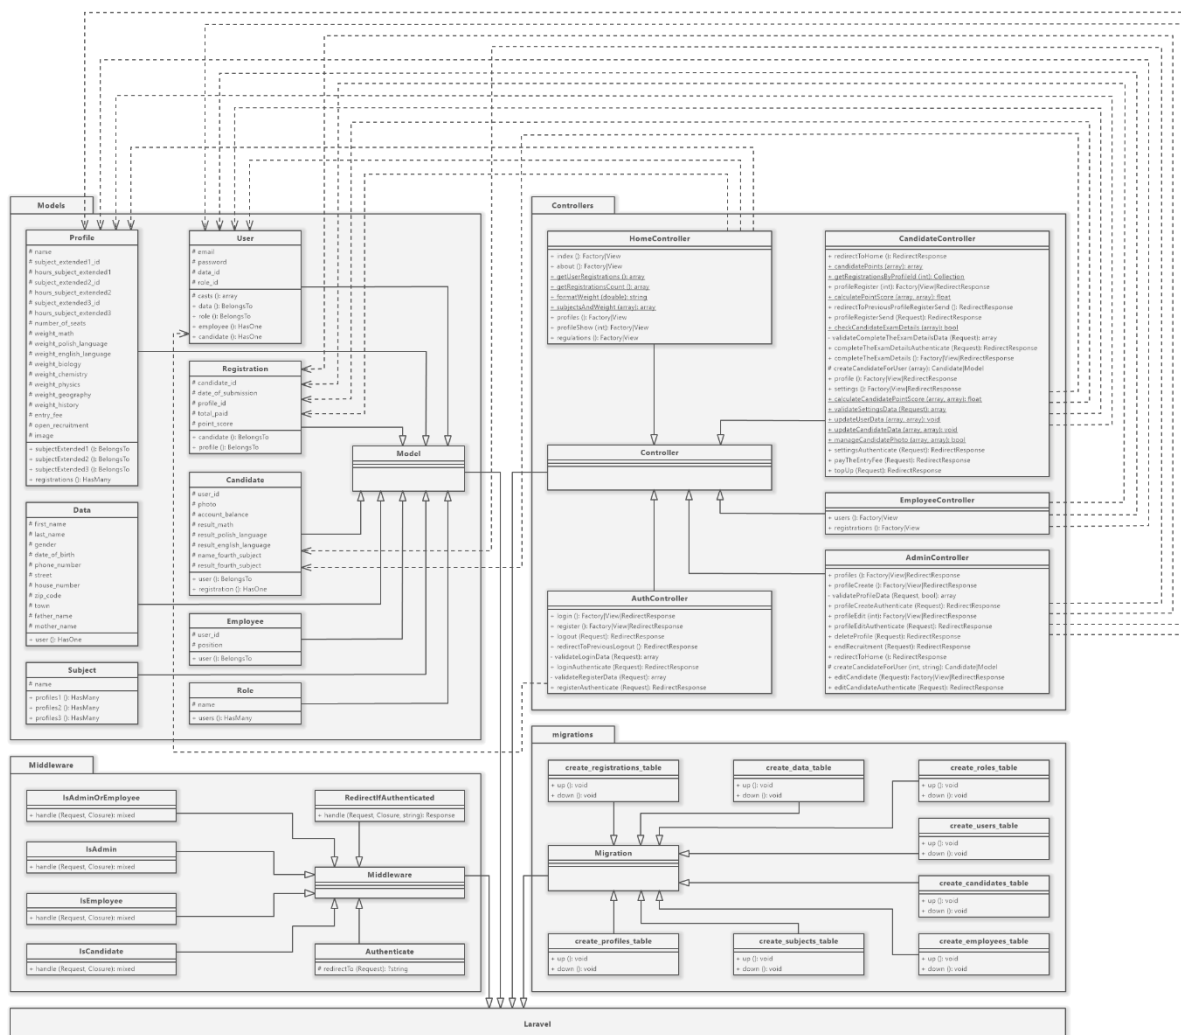 Models
Profile
# name
# subject_extended1_id
# hours_subject_extended1
# subject_extended2_id
# hours_subject_extended2
# subject_extended3_id
# hours_subject_extended3
# number_of_seats
# weight_math
# weight_polish_language
# weight_english_language
# weight_biology
# weight_chemistry
# weight_physics
# weight_geography
# weight_history
# entry_fee
# open_recruitment
# image
+ subjectExtended1 (): BelongsTo
+ subjectExtended2 (): BelongsTo
+ subjectExtended3 (): BelongsTo
+ registrations (): HasMany
Data
# first_name
# last_name
# gender
# date_of_birth
# phone_number
# street
# house_number
# zip_code
# town
# father_name
# mother_name
+ user (): HasOne
Subject
# name
+ profiles1 (): HasMany
+ profiles2 (): HasMany
+ profiles3 (): HasMany
User
# email
# password
# data_id
# role_id
# casts (): array
+ data (): BelongsTo
+ role (): BelongsTo
+ employee (): HasOne
+ candidate (): HasOne
Registration
# candidate_id
# date_of_submission
# profile_id
# total_paid
# point_score
+ candidate (): BelongsTo
+ profile (): BelongsTo
Candidate
# user_id
# photo
# account_balance
# result_math
# result_polish_language
# result_english_language
# name_fourth_subject
# result_fourth_subject
+ user (): BelongsTo
+ registration (): HasOne
Employee
# user_id
# position
+ user (): BelongsTo
Role
# name
+ users (): HasMany
Model
Controllers
HomeController
+ index (): Factory|View
+ about (): Factory|View
+ getUserRegistrations (): array
+ getRegistrationsCount (): array
+ formatWeight (double): string
+ subjectsAndWeight (array): array
+ profiles (): Factory|View
+ profileShow (int): Factory|View
+ regulations (): Factory|View
Controller
AuthController
+ login (): Factory|View|RedirectResponse
+ register (): Factory|View|RedirectResponse
+ logout (Request): RedirectResponse
+ redirectToPreviousLogout (): RedirectResponse
- validateLoginData (Request): array
+ loginAuthenticate (Request): RedirectResponse
- validateRegisterData (Request): array
+ registerAuthenticate (Request): RedirectResponse
CandidateController
+ redirectToHome (): RedirectResponse
+ candidatePoints (array): array
+ getRegistrationsByProfileId (int): Collection
+ profileRegister (int): Factory|View|RedirectResponse
+ calculatePointScore (array, array): float
+ redirectToPreviousProfileRegisterSend (): RedirectResponse
+ profileRegisterSend (Request): RedirectResponse
+ checkCandidateExamDetails (array): bool
- validateCompleteTheExamDetailsData (Request): array
+ completeTheExamDetailsAuthenticate (Request): RedirectResponse
+ completeTheExamDetails (): Factory|View|RedirectResponse
# createCandidateForUser (array): Candidate|Model
+ profile (): Factory|View|RedirectResponse
+ settings (): Factory|View|RedirectResponse
+ calculateCandidatePointScore (array, array): float
+ validateSettingsData (Request): array
+ updateUserData (array, array): void
+ updateCandidateData (array, array): void
+ manageCandidatePhoto (array, array): bool
+ settingsAuthenticate (Request): RedirectResponse
+ payTheEntryFee (Request): RedirectResponse
+ topUp (Request): RedirectResponse
EmployeeController
+ users (): Factory|View
+ registrations (): Factory|View
AdminController
+ profiles (): Factory|View|RedirectResponse
+ profileCreate (): Factory|View|RedirectResponse
- validateProfileData (Request, bool): array
+ profileCreateAuthenticate (Request): RedirectResponse
+ profileEdit (int): Factory|View|RedirectResponse
+ profileEditAuthenticate (Request): RedirectResponse
+ deleteProfile (Request): RedirectResponse
+ endRecruitment (Request): RedirectResponse
+ redirectToHome (): RedirectResponse
# createCandidateForUser (int, string): Candidate|Model
+ editCandidate (Request): Factory|View|RedirectResponse
+ editCandidateAuthenticate (Request): RedirectResponse
Middleware
IsAdminOrEmployee
+ handle (Request, Closure): mixed
IsAdmin
+ handle (Request, Closure): mixed
IsEmployee
+ handle (Request, Closure): mixed
IsCandidate
+ handle (Request, Closure): mixed
RedirectIfAuthenticated
+ handle (Request, Closure, string): Response
Middleware
Authenticate
# redirectTo (Request): ?string
migrations
create_registrations_table
+ up (): void
+ down (): void
create_data_table
+ up (): void
+ down (): void
create_roles_table
+ up (): void
+ down (): void
create_users_table
+ up (): void
+ down (): void
Migration
create_candidates_table
+ up (): void
+ down (): void
create_profiles_table
+ up (): void
+ down (): void
create_subjects_table
+ up (): void
+ down (): void
create_employees_table
+ up (): void
+ down (): void
Laravel